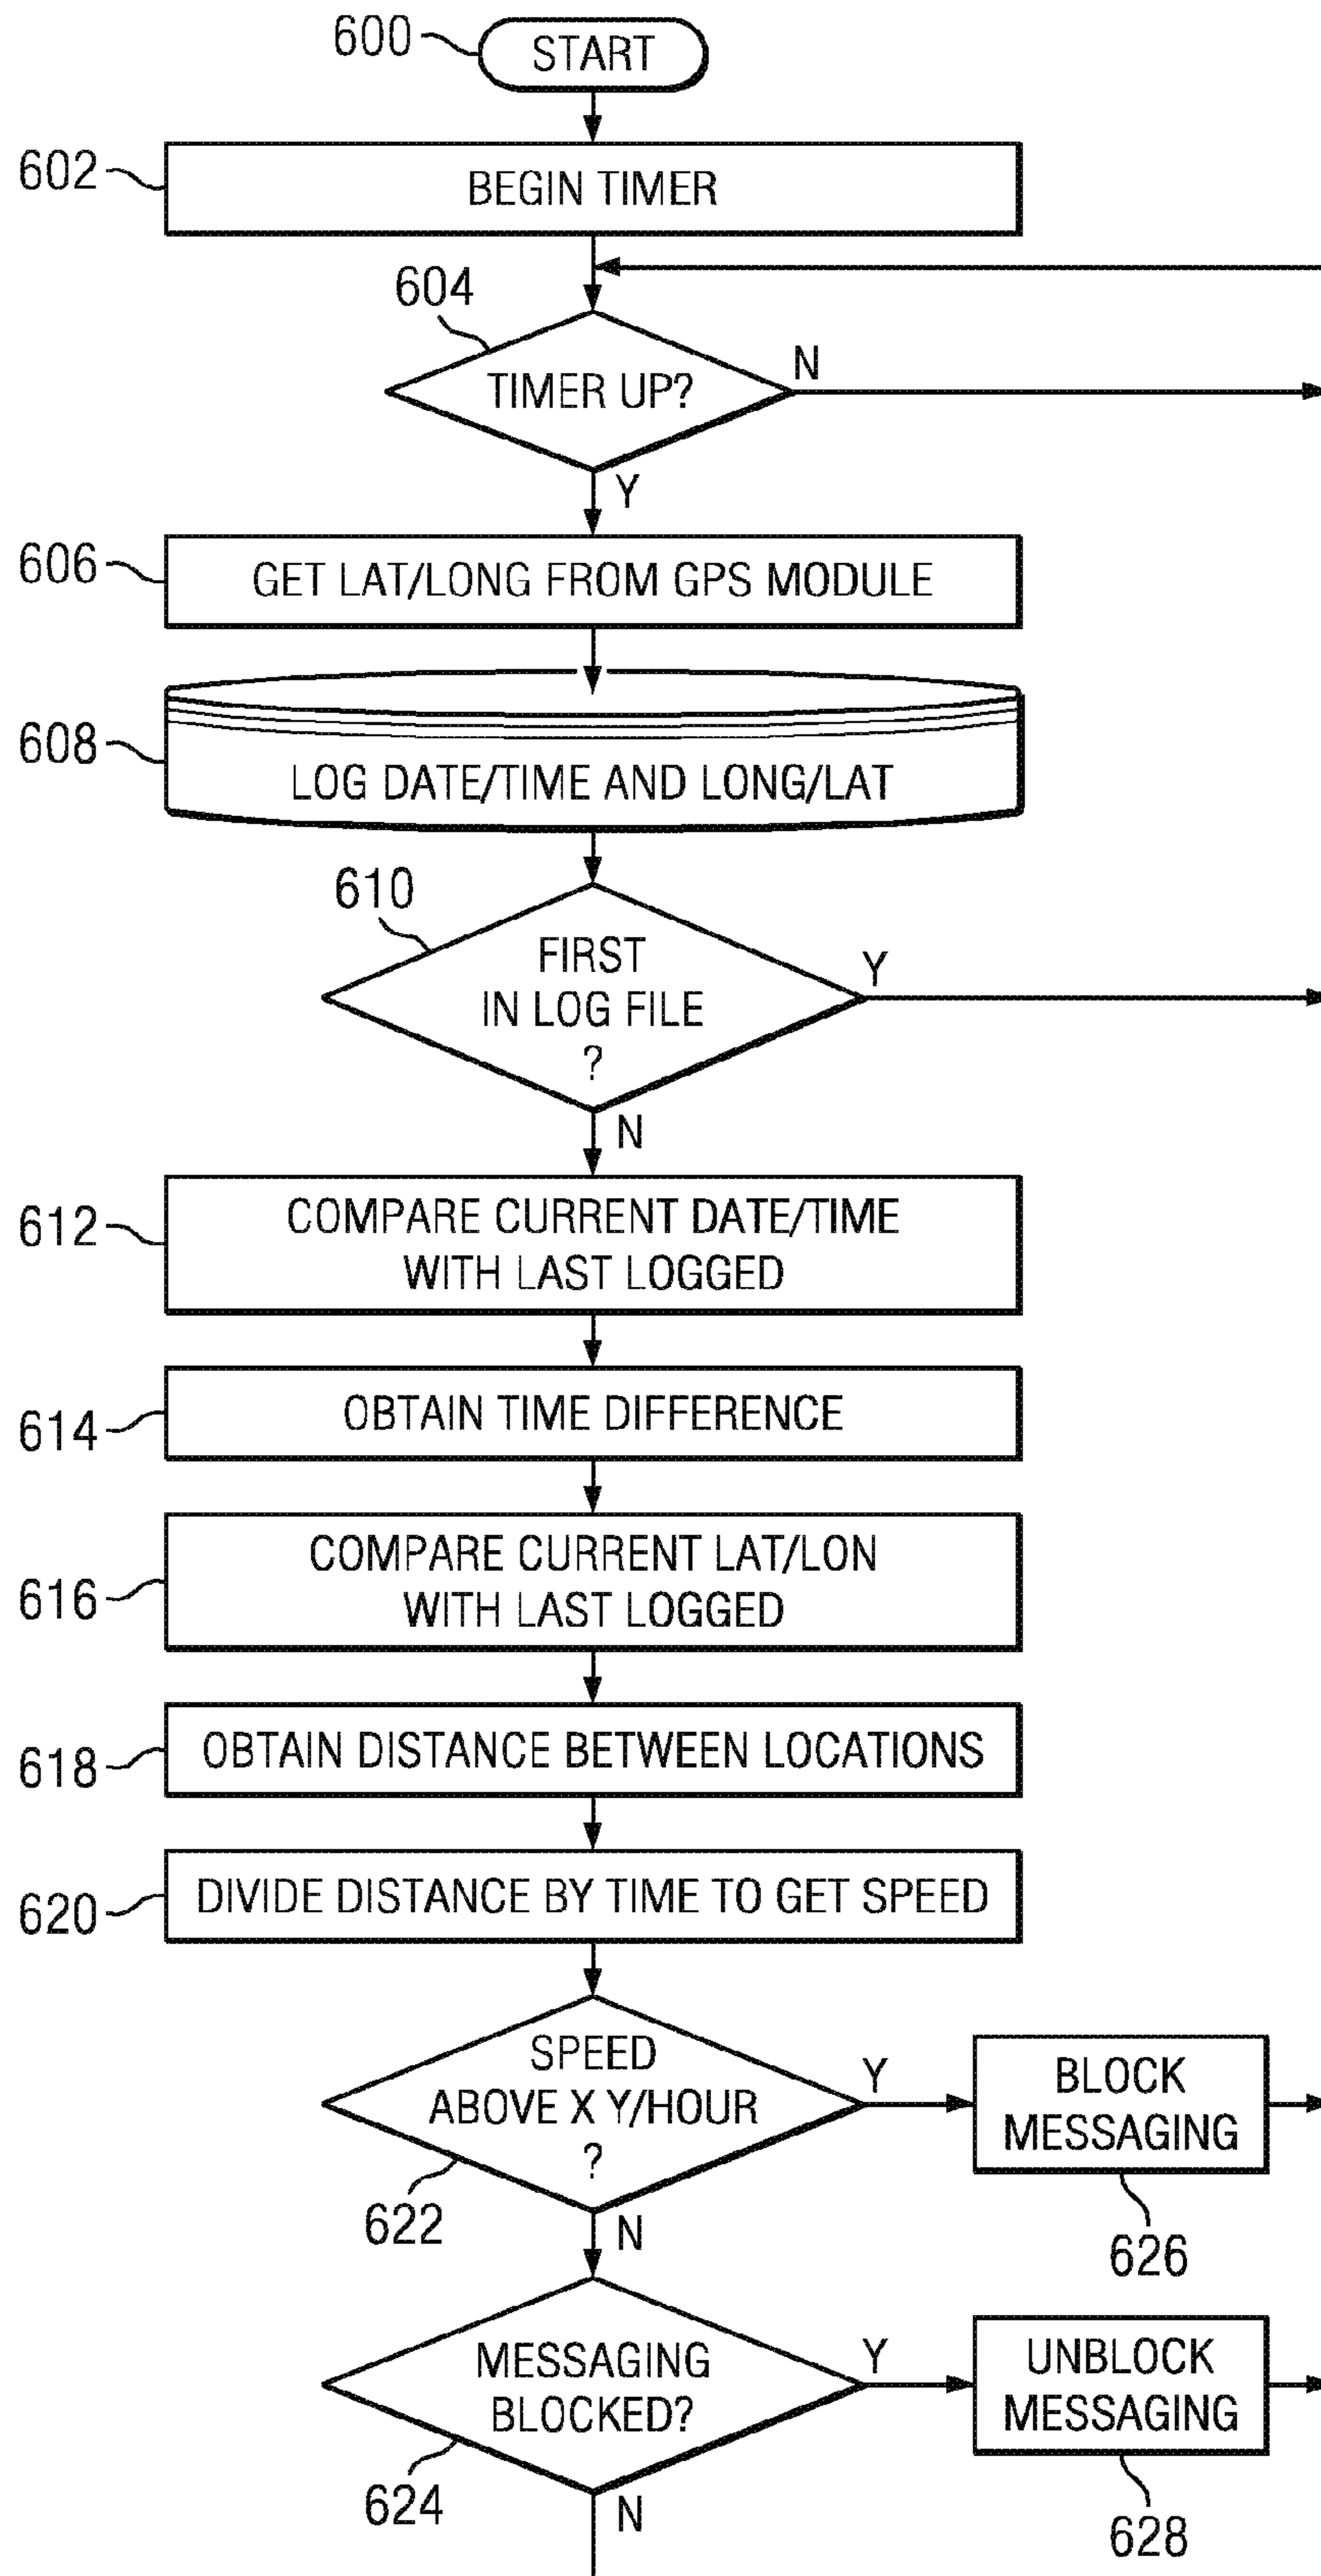 600
START
602
BEGIN TIMER
604
TIMER UP?
N
Y
606
GET LAT/LONG FROM GPS MODULE
608
LOG DATE/TIME AND LONG/LAT
610
FIRST
IN LOG FILE
?
Y
N
612
COMPARE CURRENT DATE/TIME
WITH LAST LOGGED
614
OBTAIN TIME DIFFERENCE
616
COMPARE CURRENT LAT/LON
WITH LAST LOGGED
618
OBTAIN DISTANCE BETWEEN LOCATIONS
620
DIVIDE DISTANCE BY TIME TO GET SPEED
SPEED
ABOVE X Y/HOUR
?
Y
622
N
BLOCK
MESSAGING
626
MESSAGING
BLOCKED?
Y
624
N
UNBLOCK
MESSAGING
628